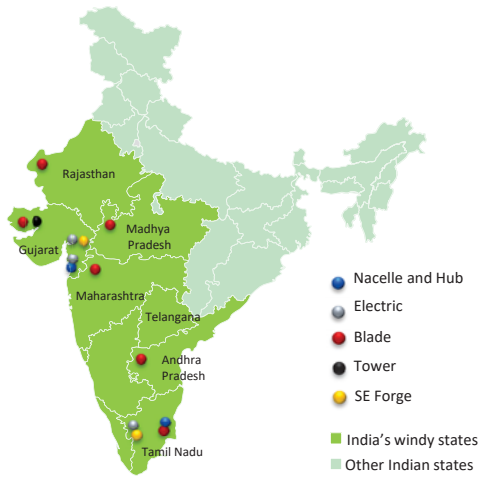 Rajasthan
Madhya
Pradesh
Gujarat
Maharashtra
Telangana
Andhra
Pradesh
Tamil Nadu
Nacelle and Hub
Electric
Blade
Tower
SE Forge
India's windy states
Other Indian states